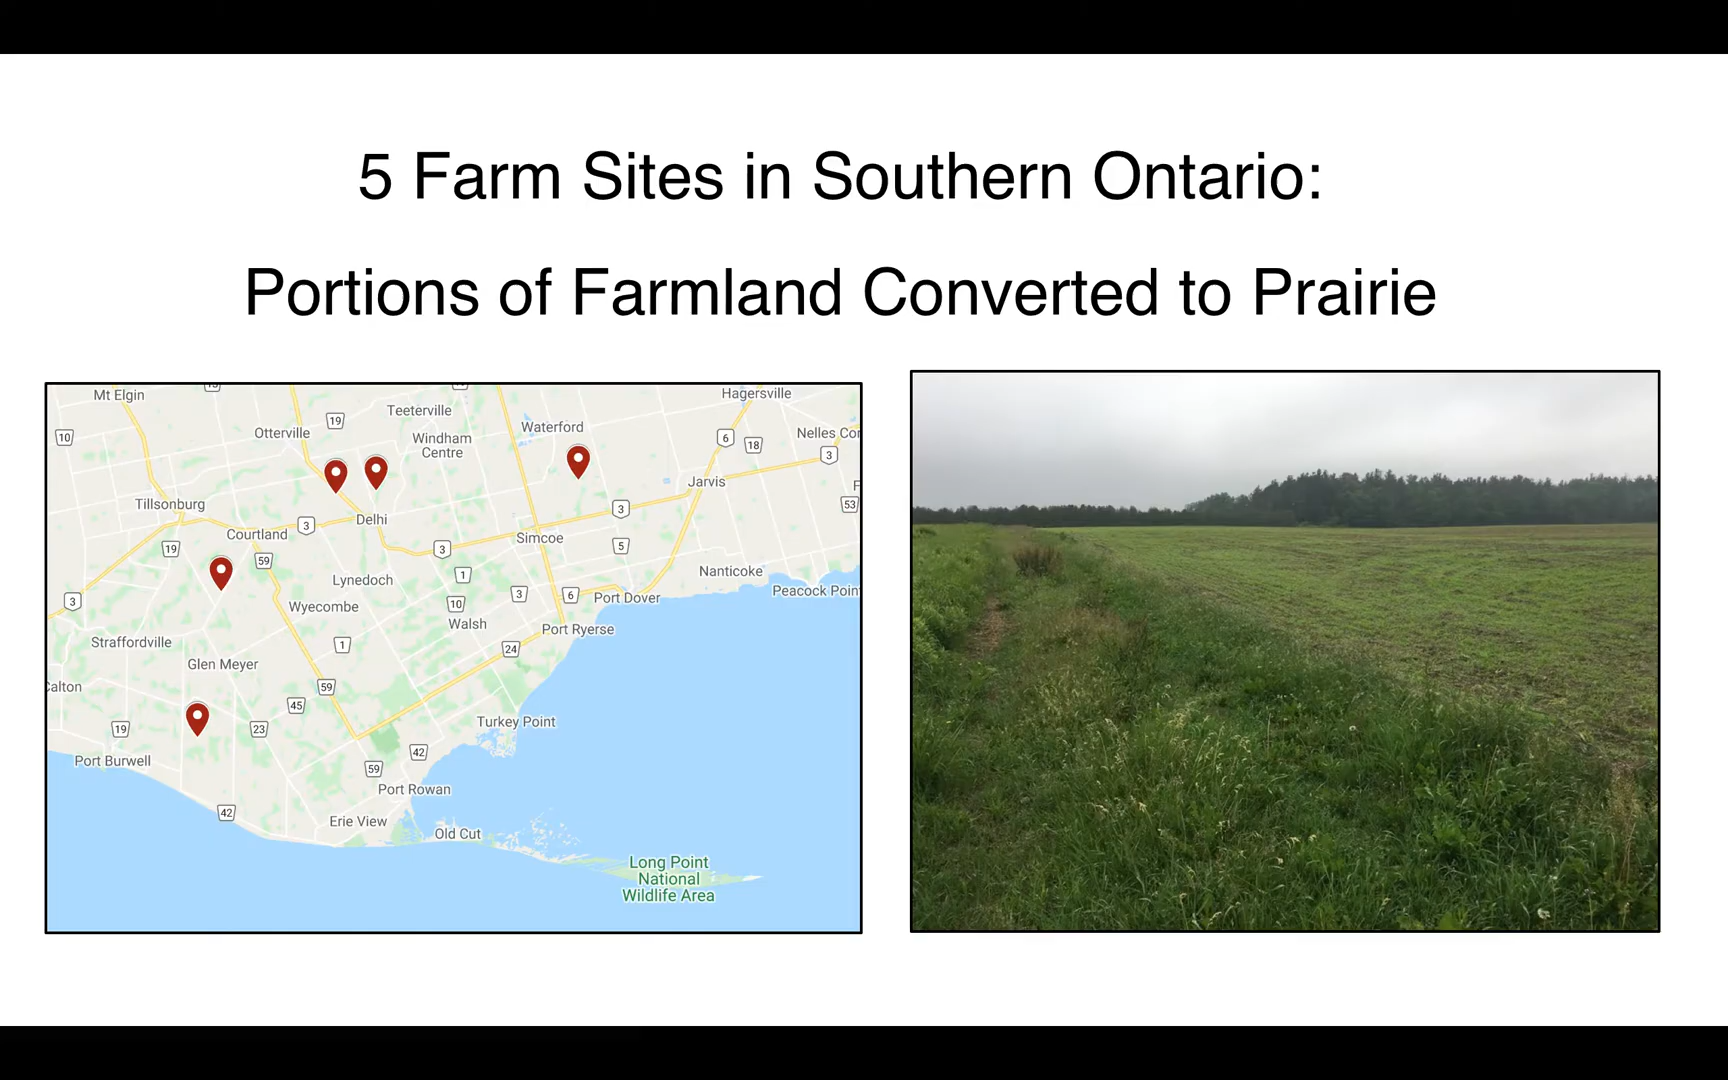 5 Farm Sites in Southern Ontario:
Portions of Farmland Converted to Prairie
Mt Elgin
Hagersville
Teeterville
19
Waterford
Otterville
10
Windham
Centre
6
18
Nelles Cor
3
Jarvis
Tillsonburg
53
3
Delhi
Courtland
3
Simcoe
19
59
3
5
Lynedoch
1
Nanticoke
Peacock Poin
3
Wyecombe
10
3
6
Port Dover
Walsh
Port Ryerse
Straffordville
1
24
Glen Meyer
Calton
59
45
19
23
Turkey Point
42
Port Burwell
59
Port Rowan
42
Erie View
Old Cut
Long Point
National
Wildlife Area